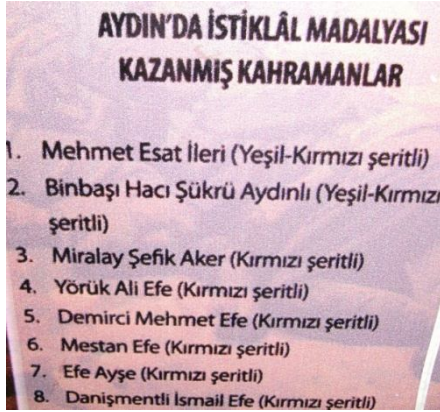 AYDIN'DA İSTİKLÂL MADALYASI
KAZANMIŞ KAHRAMANLAR
1. Mehmet Esat İleri (Yeşil-Kırmızı şeritli)
2. Binbaşı Hacı Şükrü Aydınlı (Yeşil-Kırmızı
şeritli)
3. Miralay Şefik Aker (Kırmızı şeritli)
4. Yörük Ali Efe (Kırmızı şeritli)
5. Demirci Mehmet Efe (Kırmızı şeritli)
6. Mestan Efe (Kırmızı şeritli)
7. Efe Ayşe (Kırmızı şeritli)
8. Danişmentli İsmail Efe (Kırmızı şeritli)